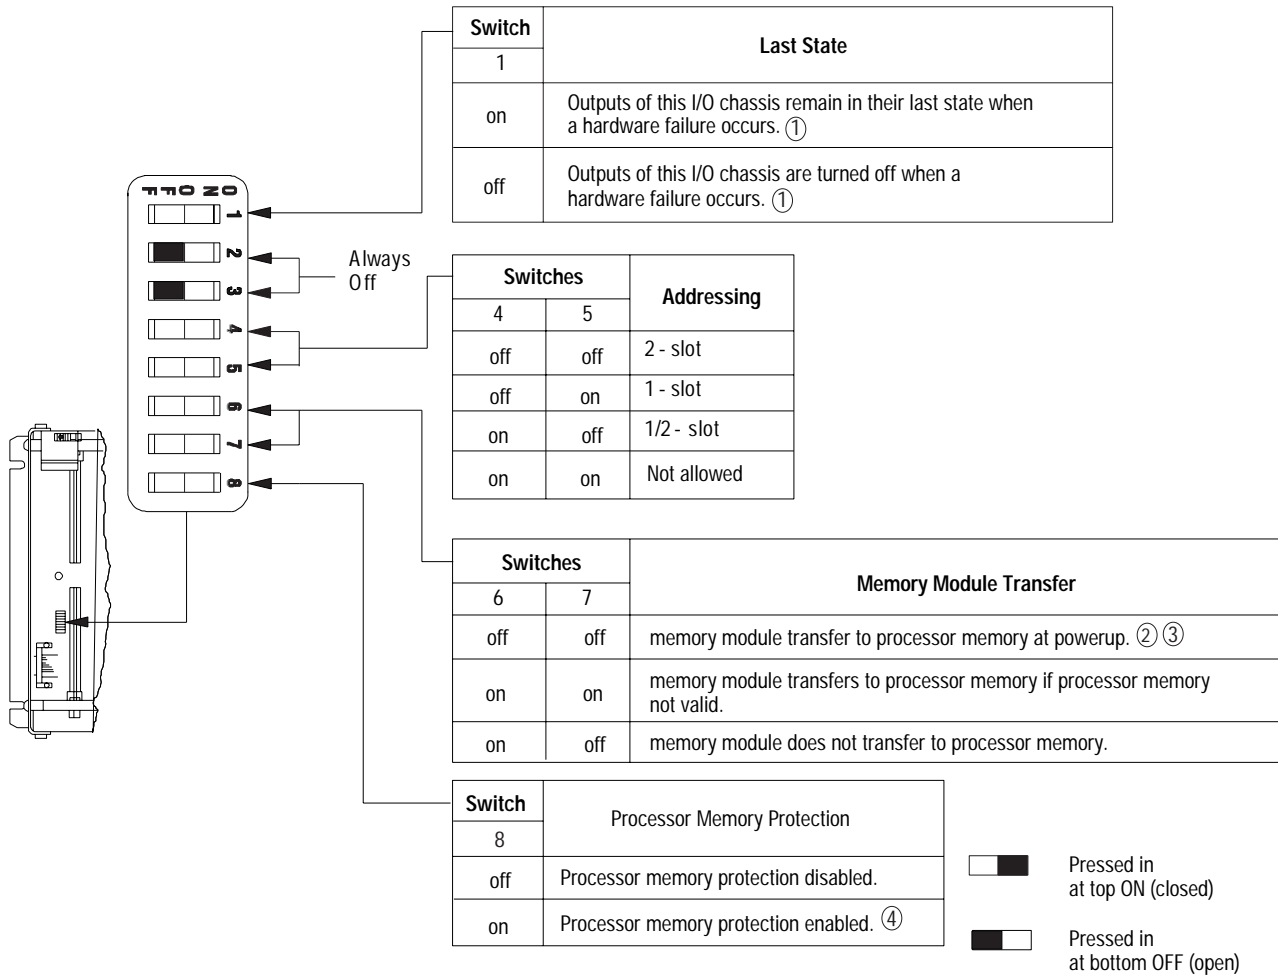 Switch
1
Last State
on
Outputs of this I/O chassis remain in their last state when
a hardware failure occurs. ①
off
Outputs of this I/O chassis are turned off when a
hardware failure occurs. ①
ON
OFF
1
2
3
4
5
6
7
8
Always
Off
Switches
Addressing
4 5
off off 2 - slot
off on 1 - slot
on off 1/2 - slot
on on Not allowed
Switches
Memory Module Transfer
6 7
off off memory module transfer to processor memory at powerup. ② ③
on on memory module transfers to processor memory if processor memory
not valid.
on off memory module does not transfer to processor memory.
Switch
8
Processor Memory Protection
off Processor memory protection disabled.
on Processor memory protection enabled. ④
Pressed in
at top ON (closed)
Pressed in
at bottom OFF (open)